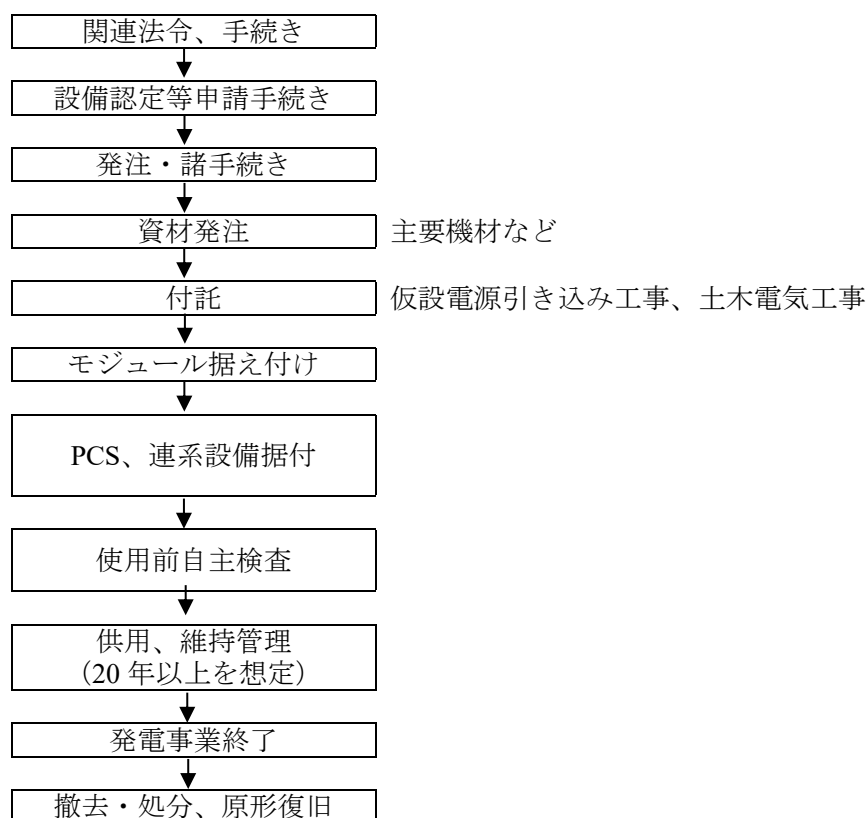 関連法令、手続き
設備認定等申請手続き
発注・諸手続き
資材発注 主要機材など
付託 仮設電源引き込み工事、土木電気工事
モジュール据え付け
PCS、連系設備据付
使用前自主検査
供用、維持管理
（20 年以上を想定）
発電事業終了
撤去・処分、原形復旧